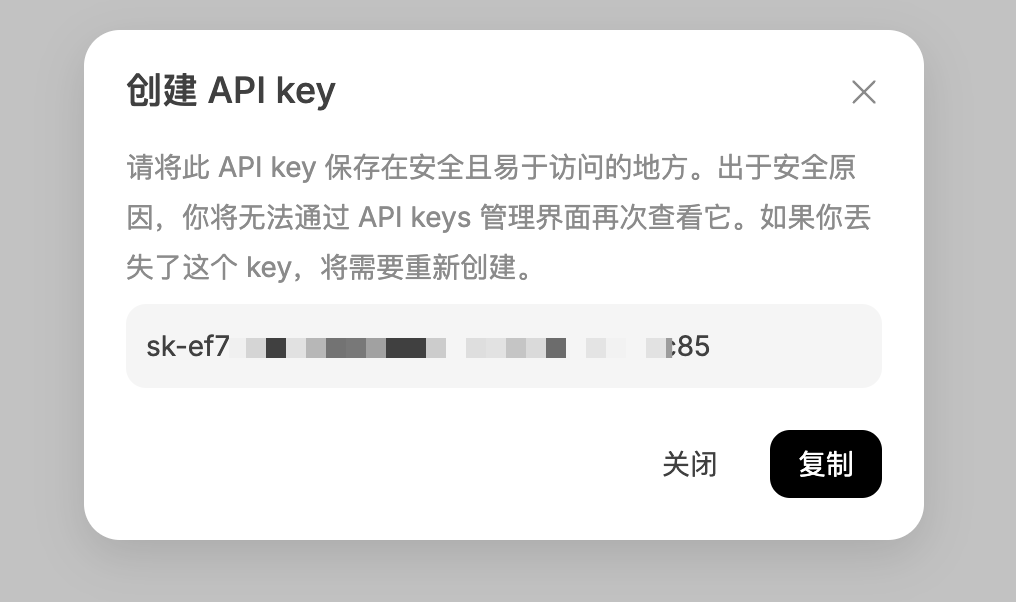 创建 API key
请将此 API key 保存在安全且易于访问的地方。出于安全原
因，你将无法通过 API keys 管理界面再次查看它。如果你丢
失了这个 key，将需要重新创建。
sk-ef7 c85
关闭
复制